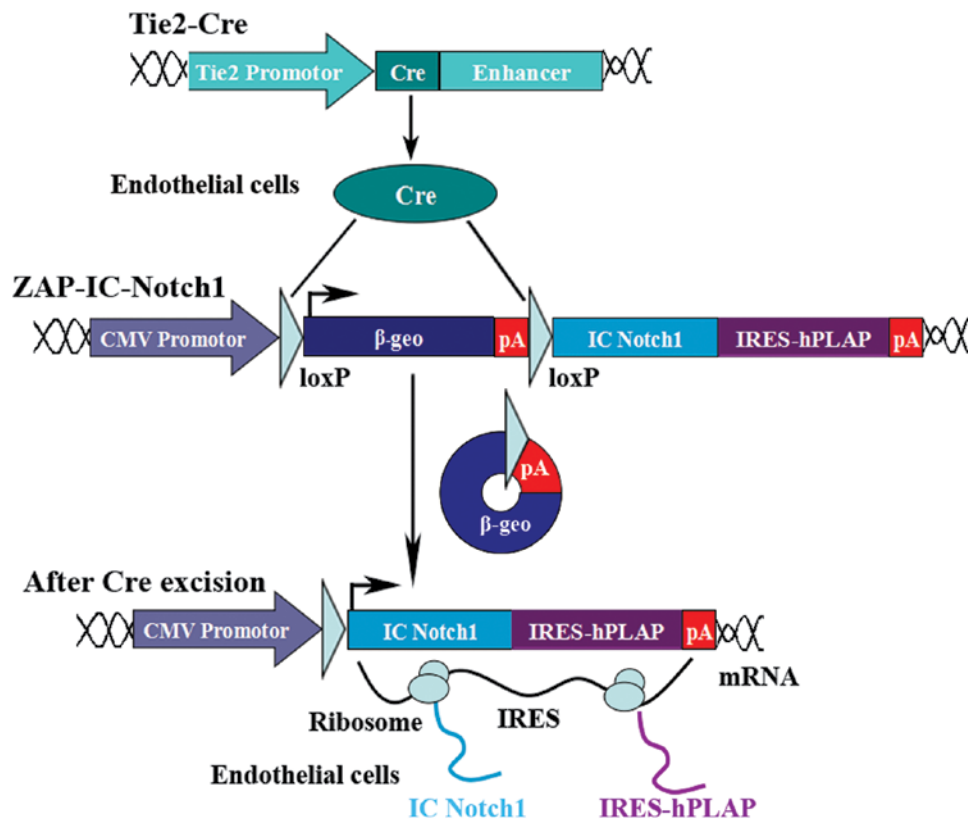 Tie2-Cre
Tie2 Promotor Cre Enhancer
Endothelial cells
Cre
ZAP-IC-Notch1
CMV Promotor β-geo pA IC Notch1 IRES-hPLAP pA
loxP loxP
pA
β-geo
After Cre excision
CMV Promotor IC Notch1 IRES-hPLAP pA
mRNA
Ribosome IRES
Endothelial cells
IC Notch1 IRES-hPLAP